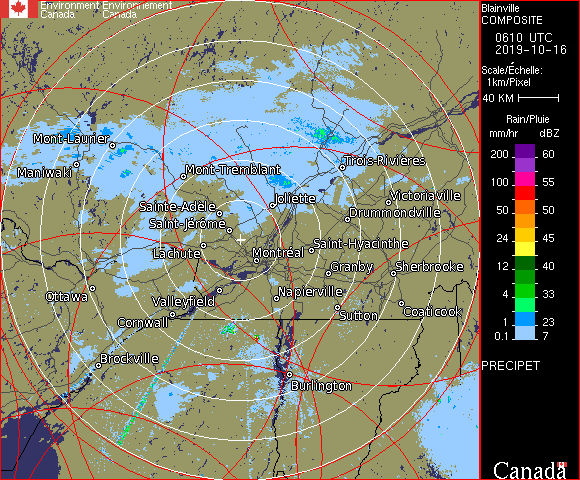 Environment Environnement
Canada Canada
Blainville
COMPOSITE
0610 UTC
2019-10-16
Scale/Échelle:
1km/Pixel
40 KM
Rain/Pluie
mm/hr dBZ
200 60
100 55
50 50
24 45
12 40
4 33
1 23
0.1 7
PRECIPET
Canada
Mont-Laurier
Maniwaki
Mont-Tremblant
Trois-Rivières
Joliette
Victoriaville
Sainte-Adèle
Drummondville
Saint-Jérôme
Lachute
Montréal
Saint-Hyacinthe
Granby
Sherbrooke
Ottawa
Valleyfield
Napierville
Cornwall
Sutton
Coaticook
Brockville
Burlington